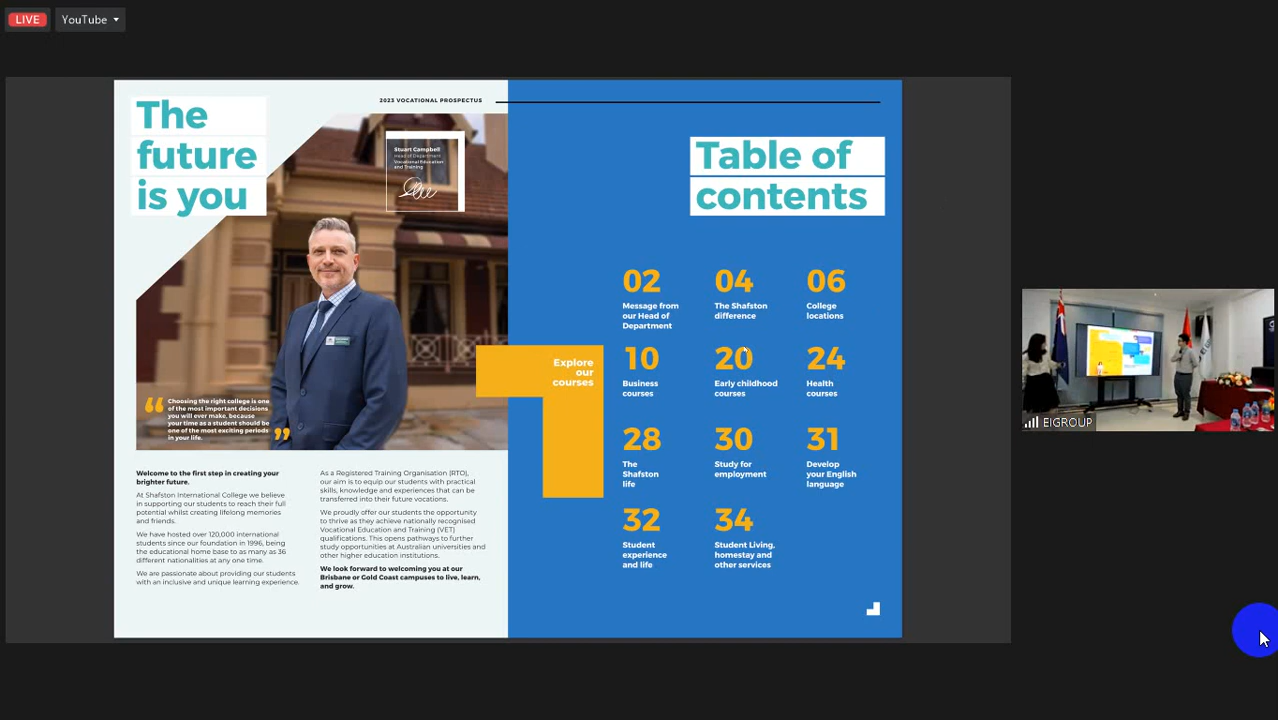 LIVE
YouTube
The
future
is you
2023 VOCATIONAL PROSPECTUS
Stuart Campbell
Head of Department
Vocational Education
and Training
Choosing the right college is one
of the most important decisions
you will ever make, because
your time as a student should be
one of the most exciting periods
in your life.
Welcome to the first step in creating your
brighter future.
At Shafston International College we believe
in supporting our students to reach their full
potential whilst creating lifelong memories
and friends.
We have hosted over 120,000 international
students since our foundation in 1996, being
the educational home base to as many as 36
different nationalities at any one time.
We are passionate about providing our students
with an inclusive and unique learning experience.
As a Registered Training Organisation (RTO),
our aim is to equip our students with practical
skills, knowledge and experiences that can be
transferred into their future vocations.
We proudly offer our students the opportunity
to thrive as they achieve nationally recognised
Vocational Education and Training (VET)
qualifications. This opens pathways to further
study opportunities at Australian universities and
other higher education institutions.
We look forward to welcoming you at our
Brisbane or Gold Coast campuses to live, learn,
and grow.
Table of
contents
Explore
our
courses
02
Message from
our Head of
Department
04
The Shafston
difference
06
College
locations
10
Business
courses
20
Early childhood
courses
24
Health
courses
28
The
Shafston
life
30
Study for
employment
31
Develop
your English
language
32
Student
experience
and life
34
Student Living,
homestay and
other services
EIGROUP